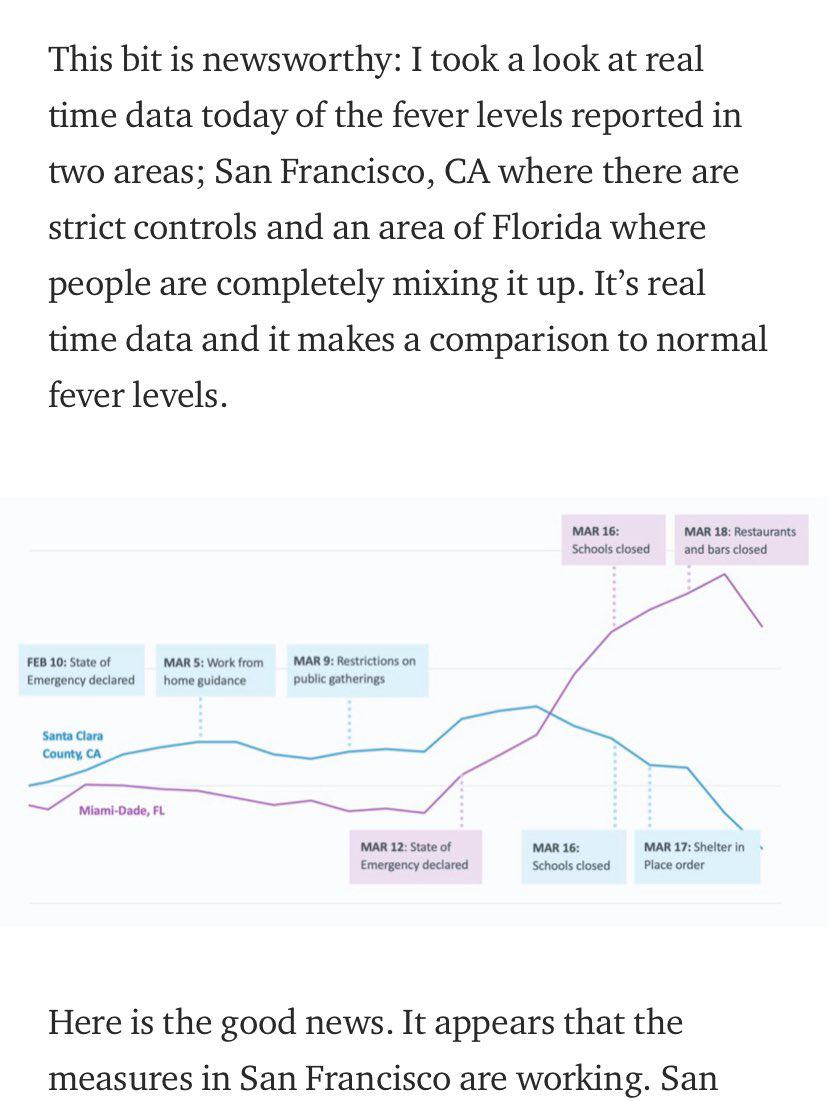 This bit is newsworthy: I took a look at real
time data today of the fever levels reported in
two areas; San Francisco, CA where there are
strict controls and an area of Florida where
people are completely mixing it up. It’s real
time data and it makes a comparison to normal
fever levels.
MAR 16:
Schools closed
MAR 18: Restaurants
and bars closed
FEB 10: State of
Emergency declared
MAR 5: Work from
home guidance
MAR 9: Restrictions on
public gatherings
Santa Clara
County, CA
Miami-Dade, FL
MAR 12: State of
Emergency declared
MAR 16:
Schools closed
MAR 17: Shelter in
Place order
Here is the good news. It appears that the
measures in San Francisco are working. San